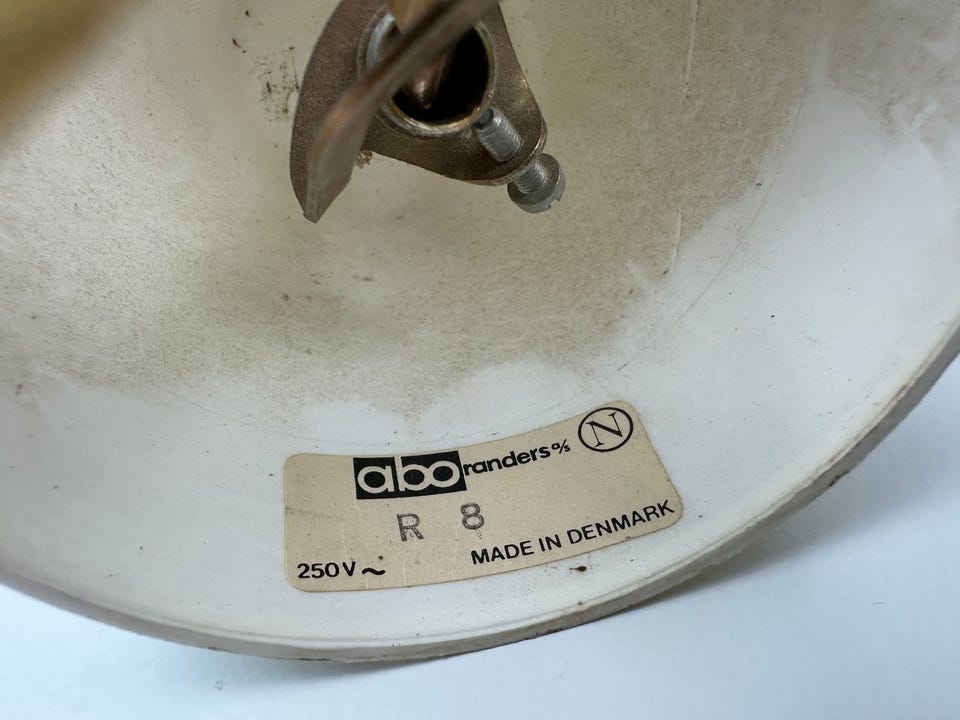 abo randers a/s N
R 8
250V~ MADE IN DENMARK